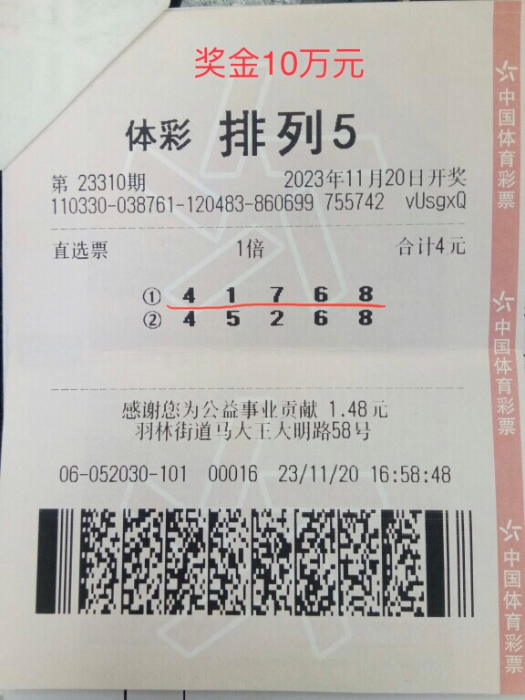 奖金10万元
体彩 排列5
第 23310期 2023年11月20日开奖
110330-038761-120483-860699 755742 vUsgxQ
直选票 1倍 合计4元
① 4 1 7 6 8
② 4 5 2 6 8
感谢您为公益事业贡献 1.48元
羽林街道马大王大明路58号
06-052030-101 00016 23/11/20 16:58:48
中国体育彩票
中国体育彩票
中国体育彩票